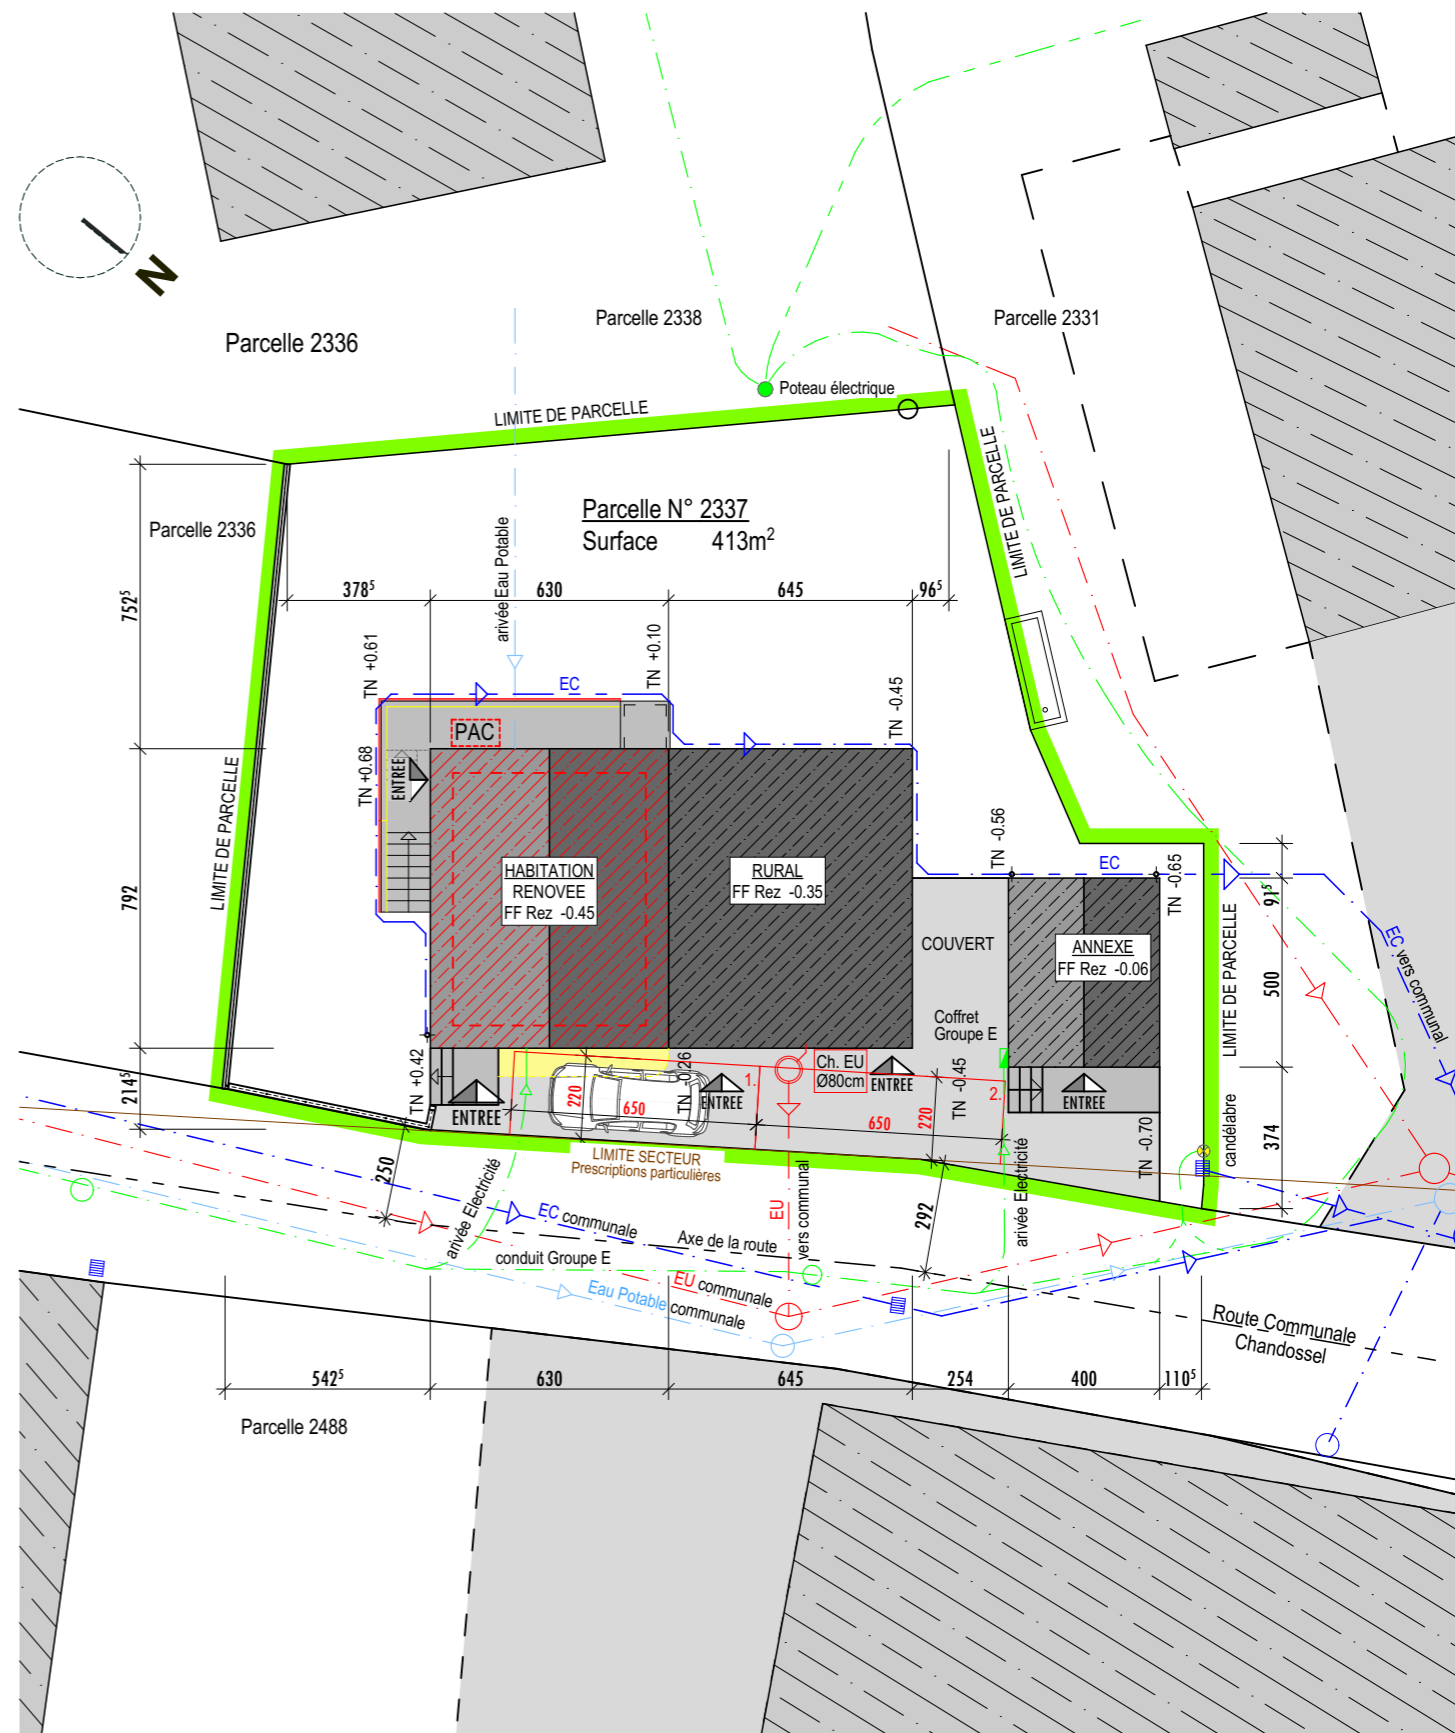 N
Parcelle 2336
Parcelle 2338
Parcelle 2331
Poteau électrique
LIMITE DE PARCELLE
LIMITE DE PARCELLE
Parcelle 2336
Parcelle N° 2337
Surface 413m²
arivée Eau Potable
752⁵
378⁵
630
645
96⁵
TN +0.61
TN +0.10
TN -0.45
EC
PAC
TN +0.68
ENTREE
LIMITE DE PARCELLE
792
HABITATION
RENOVEE
FF Rez -0.45
RURAL
FF Rez -0.35
TN -0.56
EC
TN -0.65
91⁵
COUVERT
ANNEXE
FF Rez -0.06
LIMITE DE PARCELLE
500
EC vers communal
Coffret
Groupe E
214⁵
TN +0.42
ENTREE
220
650
TN -0.26
1.
ENTREE
Ch. EU
Ø80cm
ENTREE
650
220
TN -0.45
2.
ENTREE
TN -0.70
candélabre
374
LIMITE SECTEUR
Prescriptions particulières
250
arivée Electricité
EC communale
conduit Groupe E
Axe de la route
EU
vers communal
292
arivée Electricité
EU communale
Eau Potable communale
Route Communale
Chandossel
542⁵
630
645
254
400
110⁵
Parcelle 2488